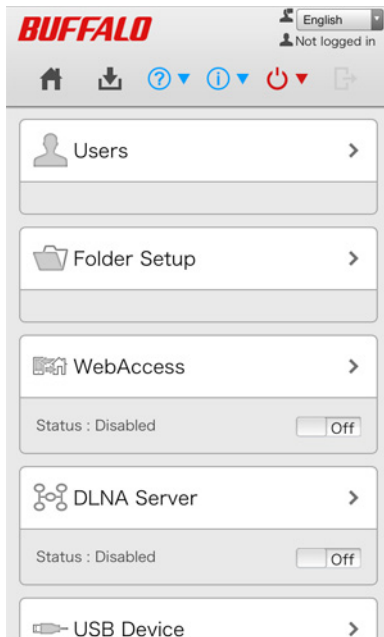 BUFFALO
English
Not logged in
Users
Folder Setup
WebAccess
Status : Disabled
Off
DLNA Server
Status : Disabled
Off
USB Device